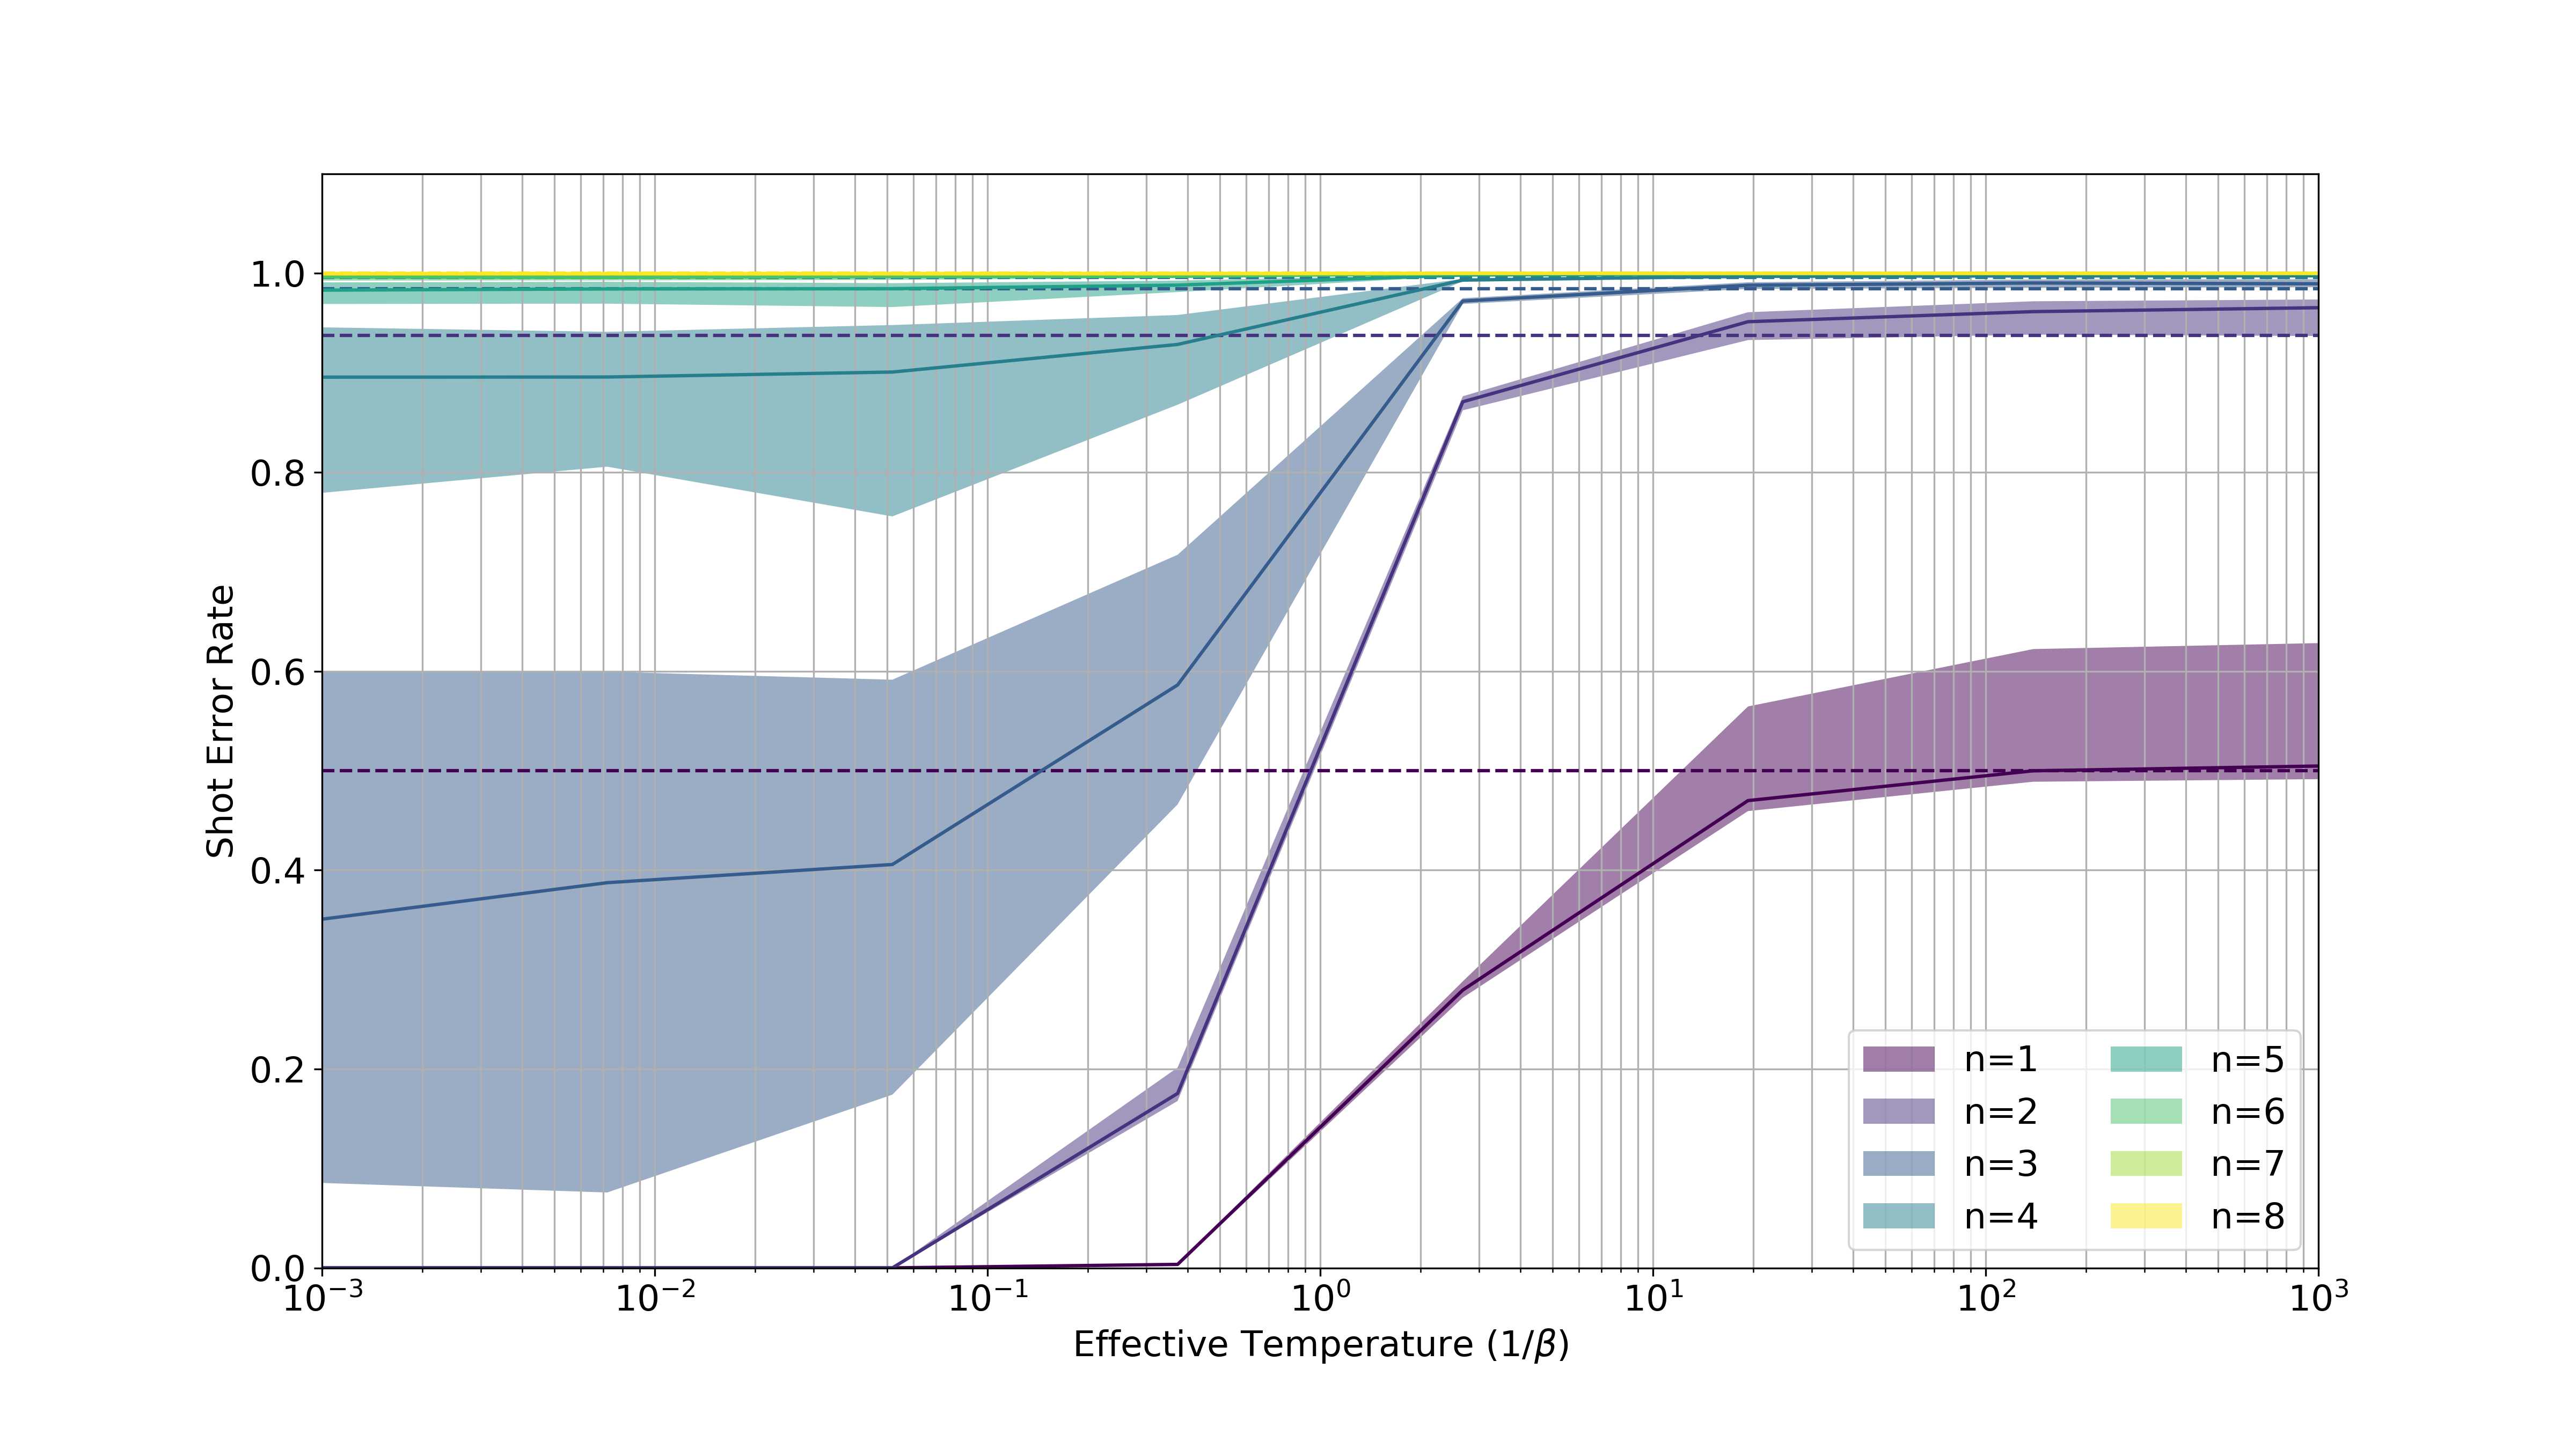 1.0
0.8
0.6
0.4
0.2
0.0
Shot Error Rate
10⁻³ 10⁻² 10⁻¹ 10⁰ 10¹ 10² 10³
Effective Temperature (1/β)
n=1 n=5
n=2 n=6
n=3 n=7
n=4 n=8